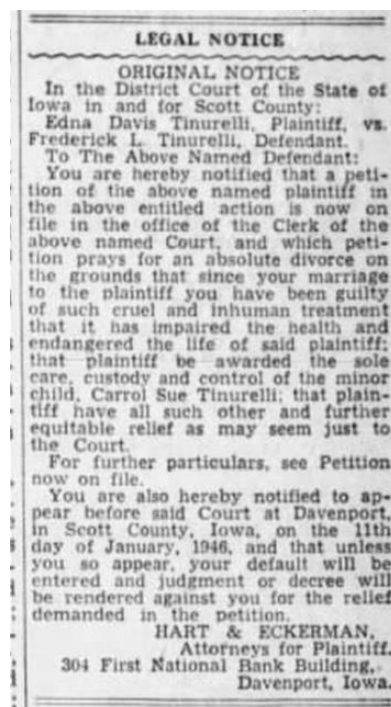 LEGAL NOTICE
ORIGINAL NOTICE
In the District Court of the State of
Iowa in and for Scott County:
Edna Davis Tinurelli, Plaintiff, vs.
Frederick L. Tinurelli, Defendant.
To The Above Named Defendant:
You are hereby notified that a peti-
tion of the above named plaintiff in
the above entitled action is now on
file in the office of the Clerk of the
above named Court, and which peti-
tion prays for an absolute divorce on
the grounds that since your marriage
to the plaintiff you have been guilty
of such cruel and inhuman treatment
that it has impaired the health and
endangered the life of said plaintiff;
that plaintiff be awarded the sole
care, custody and control of the minor
child, Carrol Sue Tinurelli; that plain-
tiff have all such other and further
equitable relief as may seem just to
the Court.
For further particulars, see Petition
now on file.
You are also hereby notified to ap-
pear before said Court at Davenport,
in Scott County, Iowa, on the 11th
day of January, 1946, and that unless
you so appear, your default will be
entered and judgment or decree will
be rendered against you for the relief
demanded in the petition.
HART & ECKERMAN,
Attorneys for Plaintiff.
304 First National Bank Building,
Davenport, Iowa.